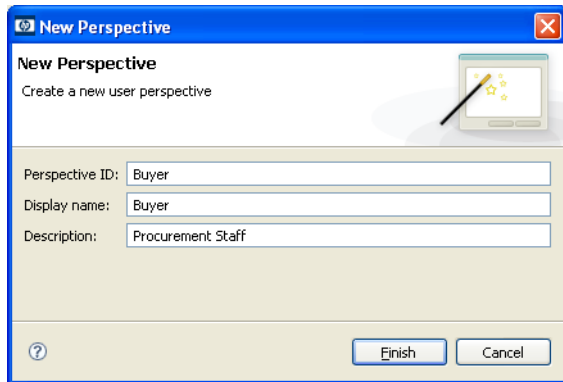 New Perspective
New Perspective
Create a new user perspective
Perspective ID: Buyer
Display name: Buyer
Description: Procurement Staff
? Finish Cancel